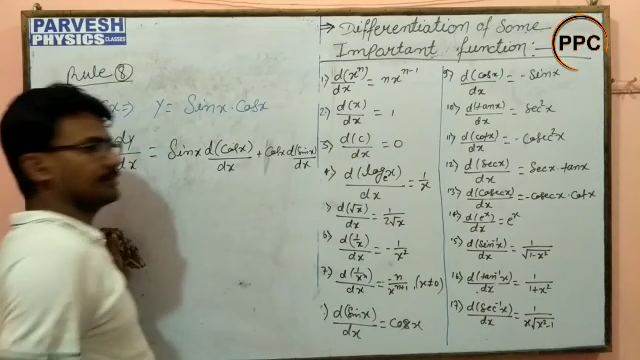 PARVESH
PHYSICS CLASSES
Rule ⑧
Ex ⇒ y = Sinx·Cosx
dy/dx = Sinx d(Cosx)/dx + Cosx d(Sinx)/dx
⇒ Differentiation of Some
Important function:—
PPC
1) d(xⁿ)/dx = nxⁿ⁻¹
2) d(x)/dx = 1
3) d(c)/dx = 0
4) d(logₑx)/dx = 1/x
) d(√x)/dx = 1/2√x
6) d(1/x)/dx = -1/x²
7) d(1/xⁿ)/dx = -n/xⁿ⁺¹, (x≠0)
) d(Sinx)/dx = Cosx
9) d(Cosx)/dx = -Sinx
10) d(tanx)/dx = Sec²x
11) d(Cotx)/dx = -Cosec²x
12) d(Secx)/dx = Secx·tanx
13) d(Cosecx)/dx = -Cosecx·Cotx
14) d(eˣ)/dx = eˣ
15) d(Sin⁻¹x)/dx = 1/√1-x²
16) d(tan⁻¹x)/dx = 1/1+x²
17) d(Sec⁻¹x)/dx = 1/x√x²-1